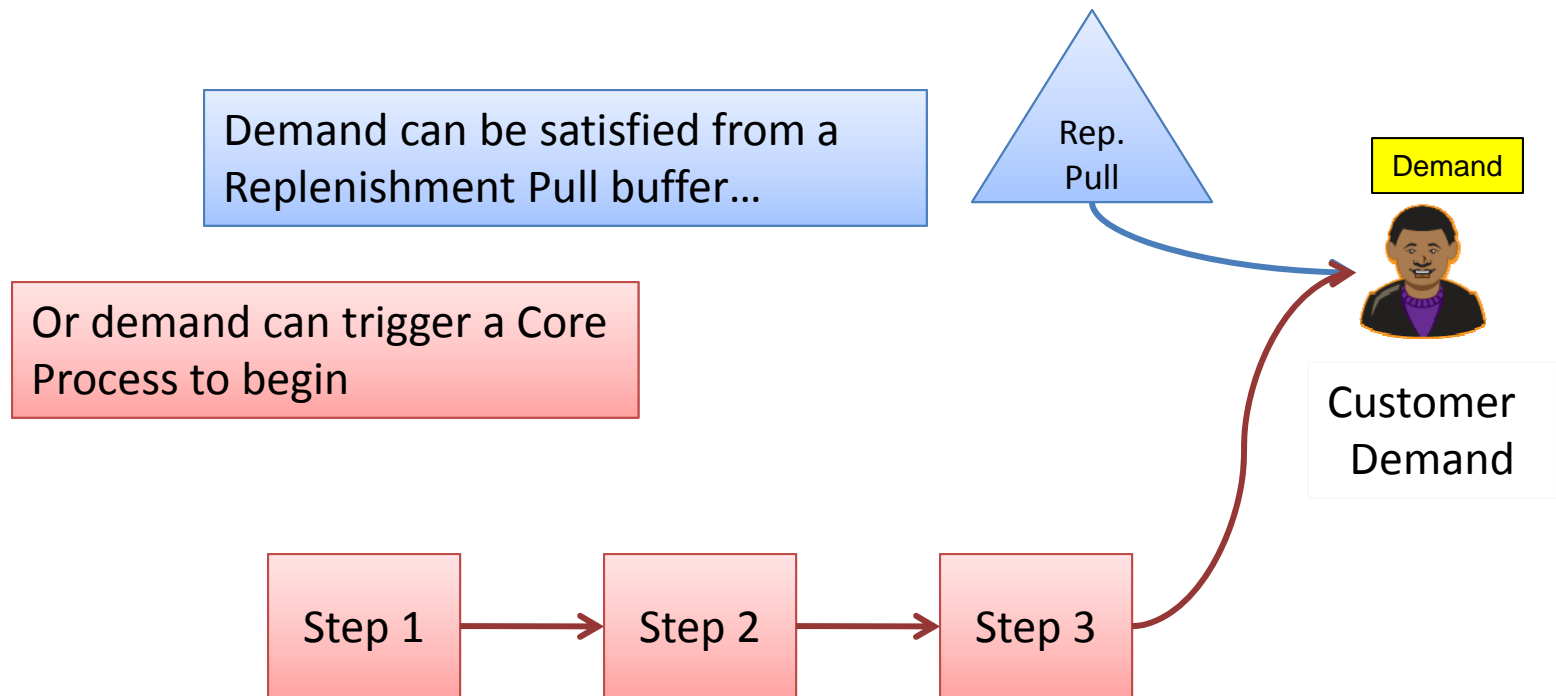 Demand can be satisfied from a
Replenishment Pull buffer…
Rep.
Pull
Demand
Or demand can trigger a Core
Process to begin
Customer
Demand
Step 1
Step 2
Step 3